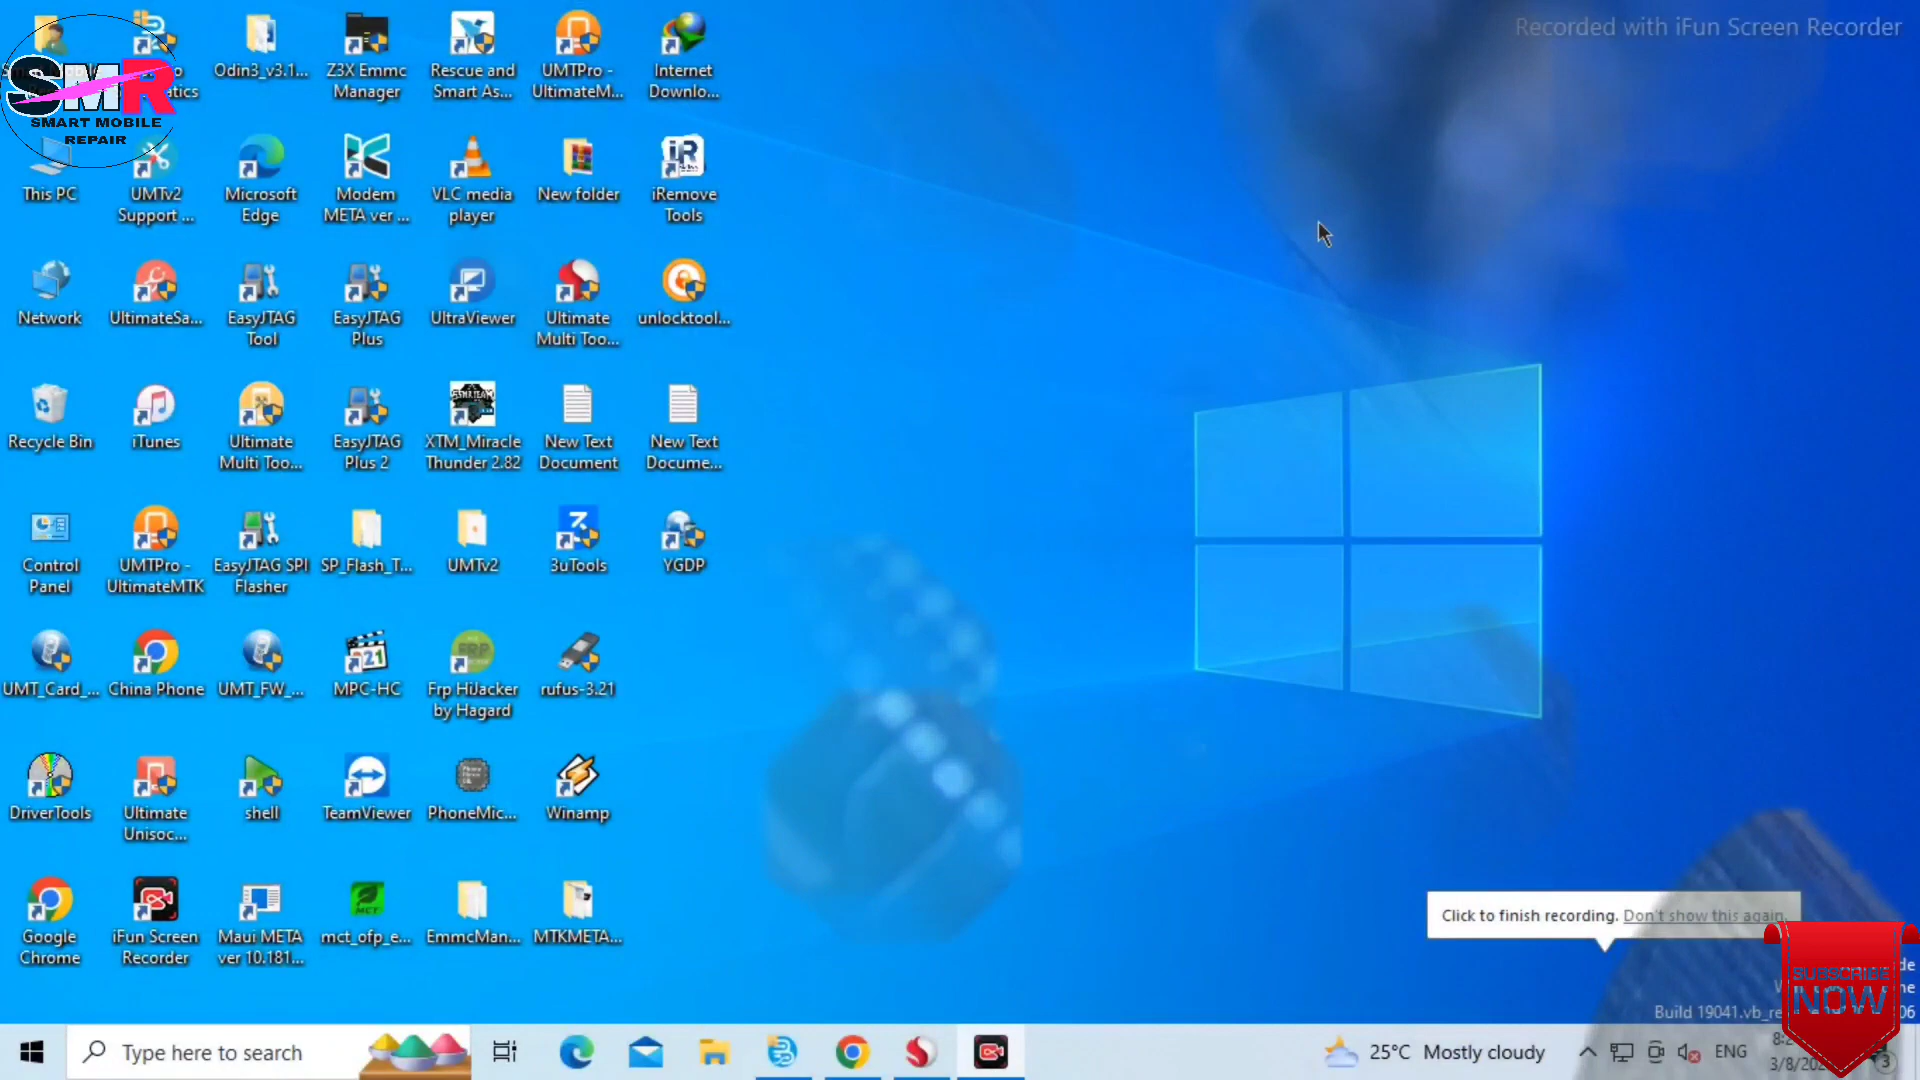 Recorded with iFun Screen Recorder
SMR
SMART MOBILE
REPAIR
Odin3_v3.1...
Z3X Emmc
Manager
Rescue and
Smart As...
UMTPro -
UltimateM...
Internet
Downlo...
This PC
UMTv2
Support ...
Microsoft
Edge
Modem
META ver ...
VLC media
player
New folder
iRemove
Tools
Network
UltimateSa...
EasyJTAG
Tool
EasyJTAG
Plus
UltraViewer
Ultimate
Multi Too...
unlocktool...
Recycle Bin
iTunes
Ultimate
Multi Too...
EasyJTAG
Plus 2
XTM_Miracle
Thunder 2.82
New Text
Document
New Text
Docume...
Control
Panel
UMTPro -
UltimateMTK
EasyJTAG SPI
Flasher
SP_Flash_T...
UMTv2
3uTools
YGDP
UMT_Card_...
China Phone
UMT_FW_...
MPC-HC
Frp HiJacker
by Hagard
rufus-3.21
DriverTools
Ultimate
Unisoc...
shell
TeamViewer
PhoneMic...
Winamp
Google
Chrome
iFun Screen
Recorder
Maui META
ver 10.181...
mct_ofp_e...
EmmcMan...
MTKMETA...
Click to finish recording. Don't show this again.
SUBSCRIBE
NOW
Build 19041.vb_re
Type here to search
25°C Mostly cloudy
ENG
3